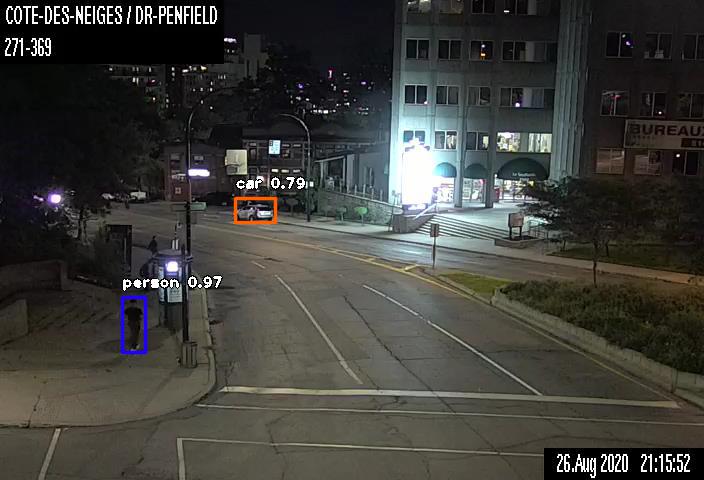 COTE-DES-NEIGES / DR-PENFIELD
271-369
car 0.79
BUREAUX
person 0.97
26.Aug 2020 21:15:52